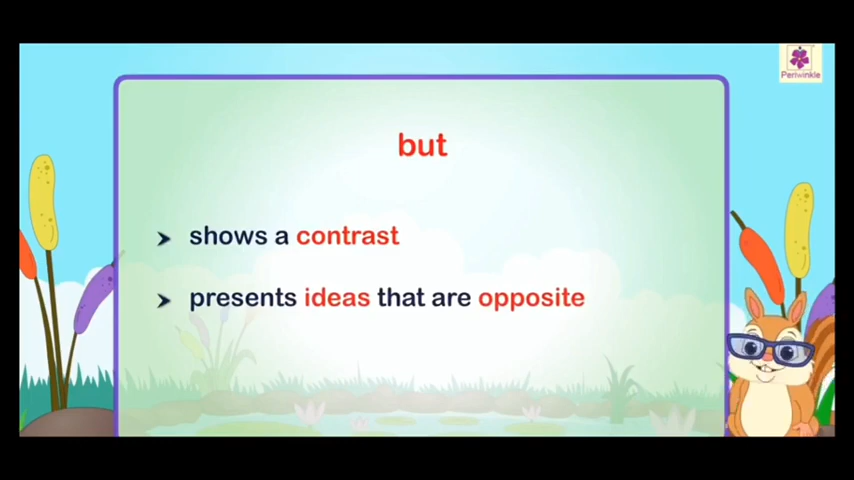 Periwinkle
but
shows a contrast
presents ideas that are opposite